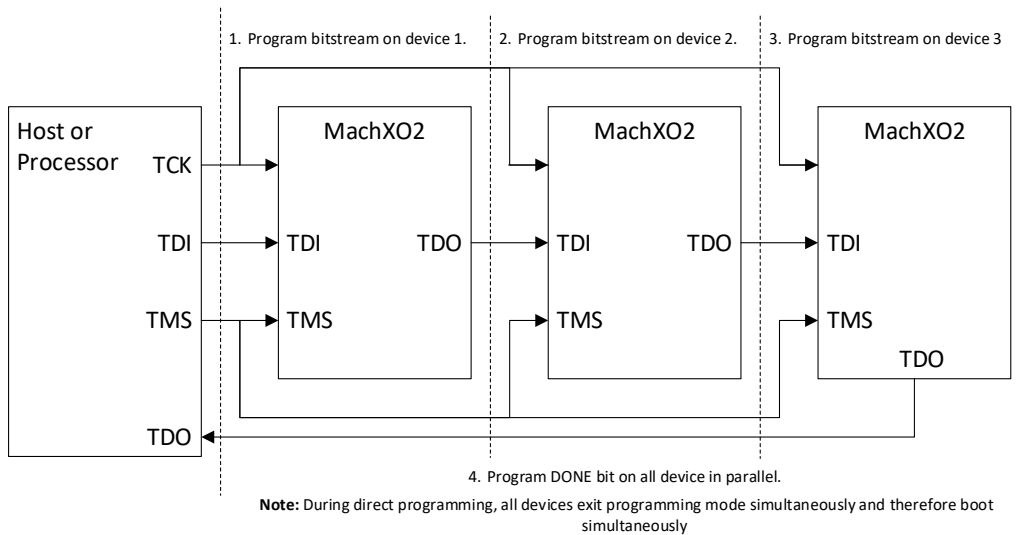 1. Program bitstream on device 1.
2. Program bitstream on device 2.
3. Program bitstream on device 3
Host or
Processor
TCK
TDI
TMS
TDO
MachXO2
TDI
TDO
TMS
MachXO2
TDI
TDO
TMS
MachXO2
TDI
TMS
TDO
4. Program DONE bit on all device in parallel.
Note: During direct programming, all devices exit programming mode simultaneously and therefore boot
simultaneously